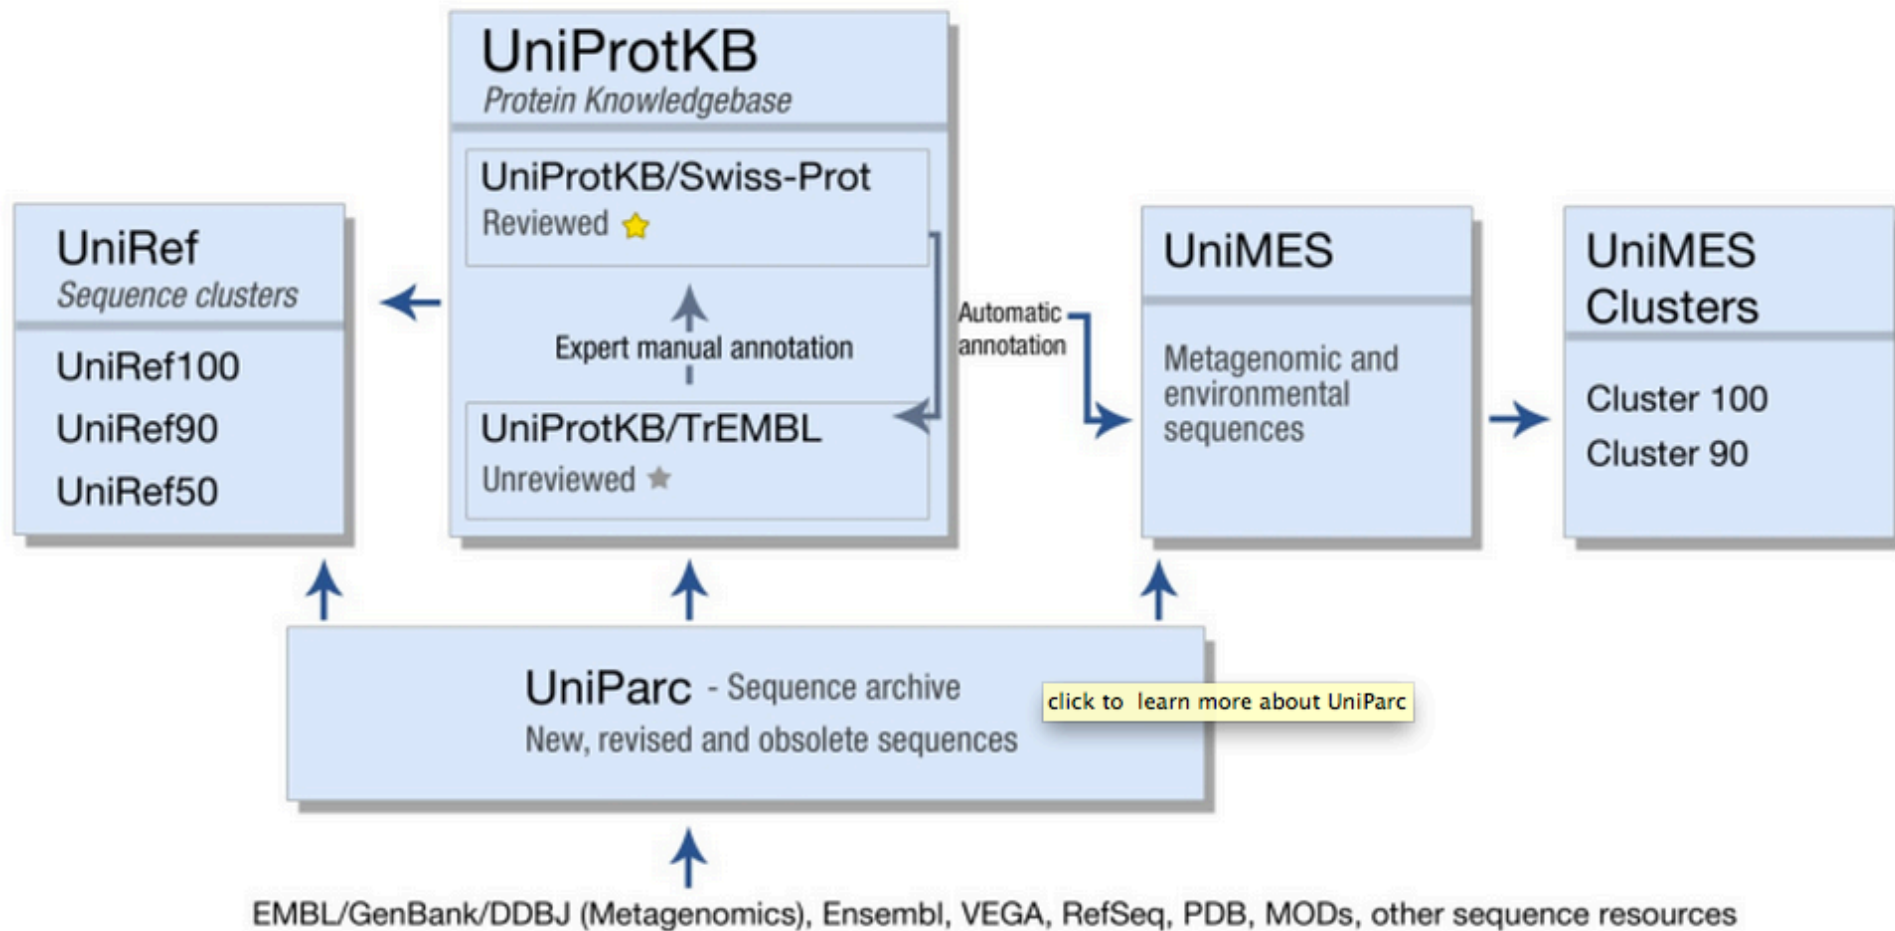 UniProtKB
Protein Knowledgebase
UniProtKB/Swiss-Prot
Reviewed
Expert manual annotation
UniProtKB/TrEMBL
Unreviewed
UniRef
Sequence clusters
UniRef100
UniRef90
UniRef50
Automatic
annotation
UniMES
Metagenomic and
environmental
sequences
UniMES
Clusters
Cluster 100
Cluster 90
UniParc - Sequence archive
New, revised and obsolete sequences
click to learn more about UniParc
EMBL/GenBank/DDBJ (Metagenomics), Ensembl, VEGA, RefSeq, PDB, MODs, other sequence resources